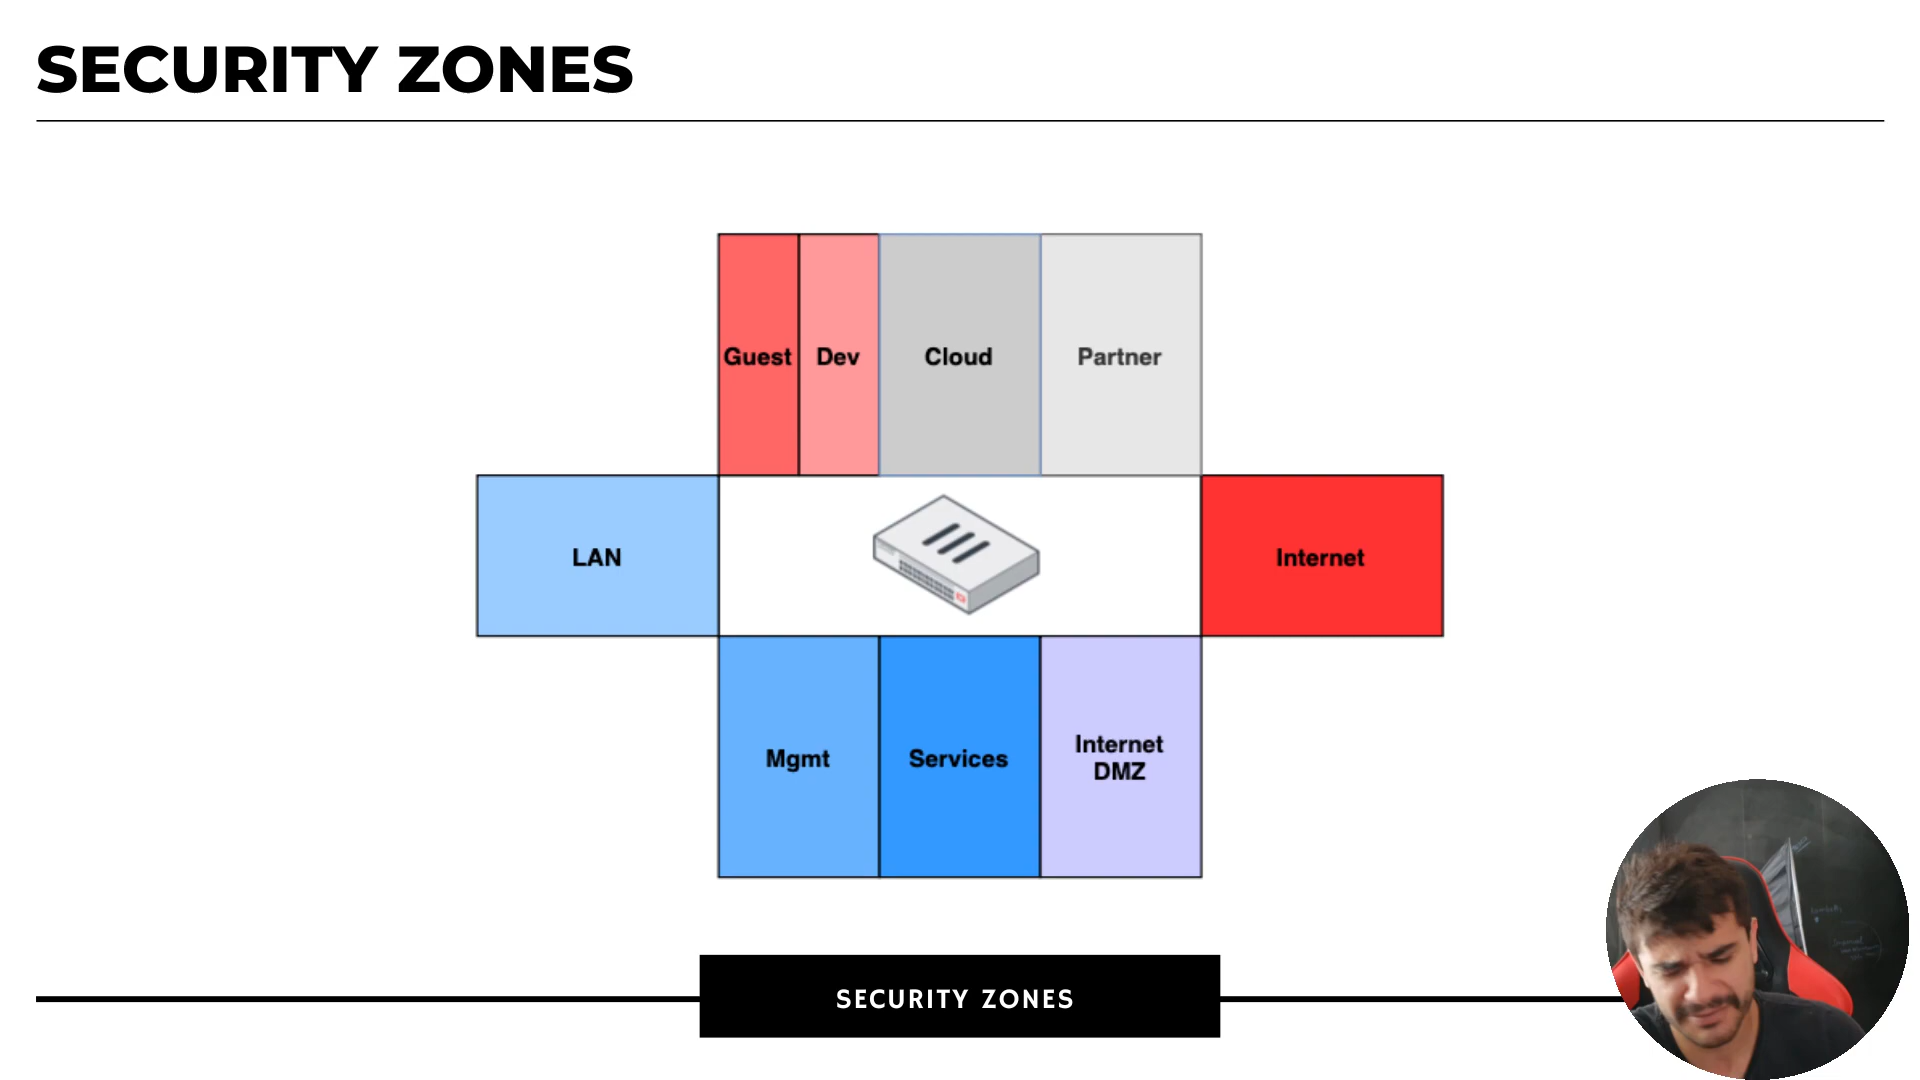 SECURITY ZONES
Guest
Dev
Cloud
Partner
LAN
Internet
Mgmt
Services
Internet
DMZ
SECURITY ZONES